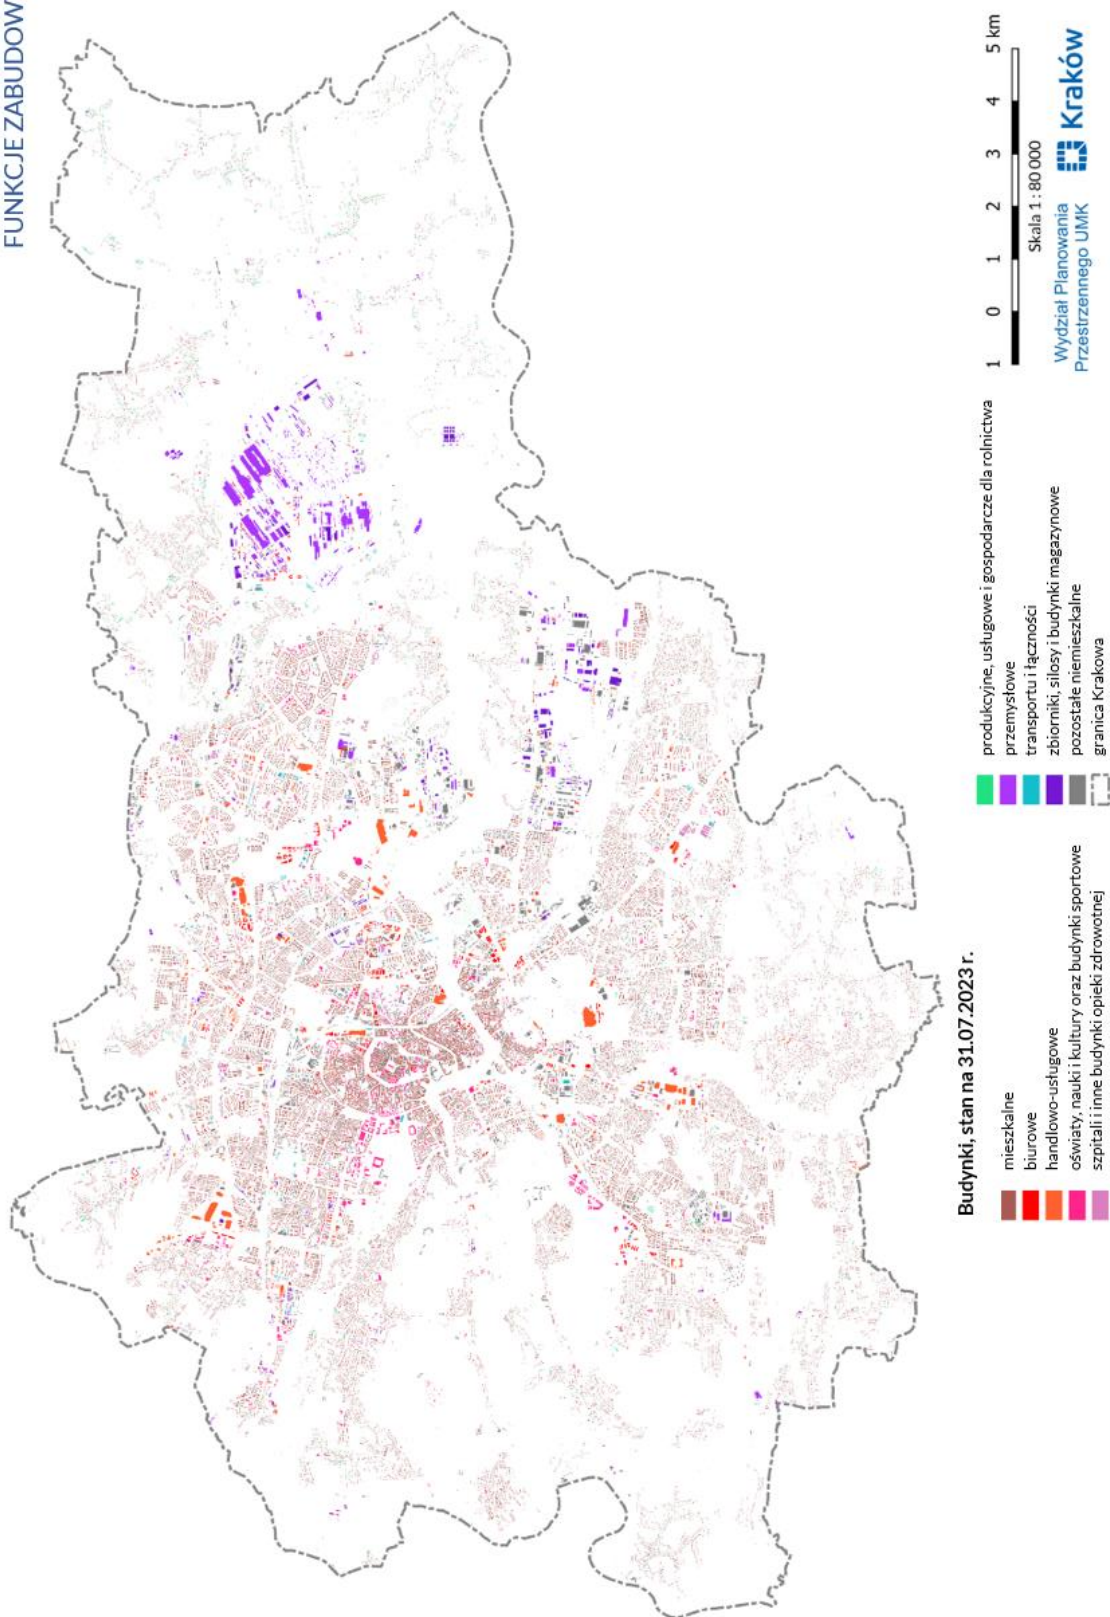 FUNKCJE ZABUDOW
Budynki, stan na 31.07.2023 r.
mieszkalne
biurowe
handlowo-usługowe
oświaty, nauki i kultury oraz budynki sportowe
szpitali i inne budynki opieki zdrowotnej
produkcyjne, usługowe i gospodarcze dla rolnictwa
przemysłowe
transportu i łączności
zbiorniki, silosy i budynki magazynowe
pozostałe niemieszkalne
granica Krakowa
1 0 1 2 3 4 5 km
Skala 1 : 80 000
Wydział Planowania
Przestrzennego UMK
Kraków